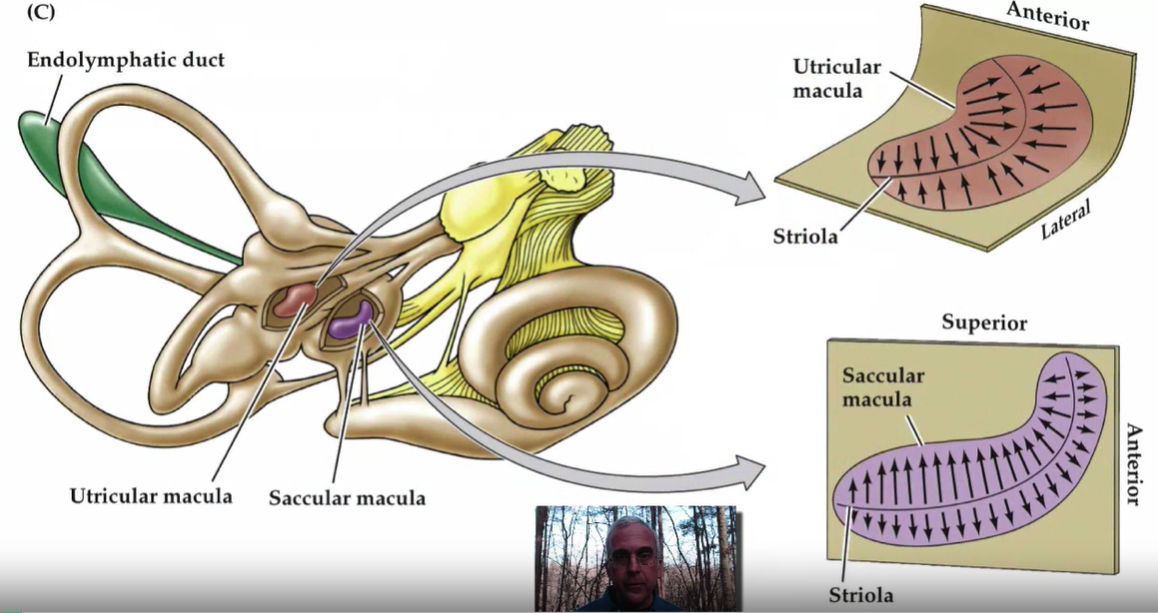 (C)
Endolymphatic duct
Anterior
Utricular
macula
Striola
Lateral
Superior
Saccular
macula
Anterior
Utricular macula
Saccular macula
Striola